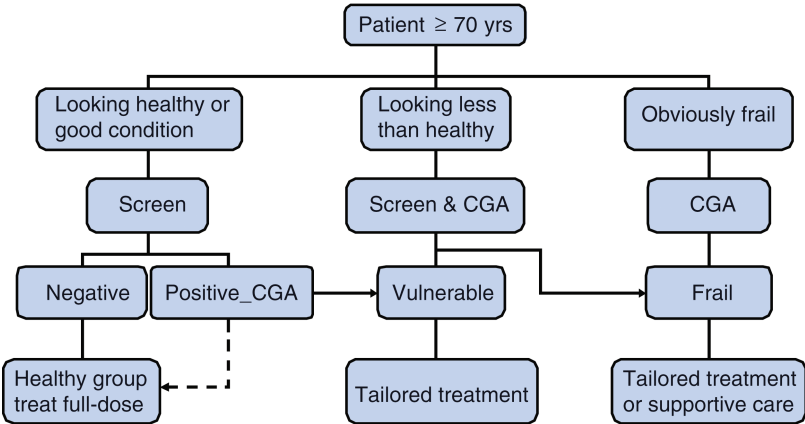 Patient ≥ 70 yrs
Looking healthy or
good condition
Looking less
than healthy
Obviously frail
Screen
Screen & CGA
CGA
Negative
Positive_CGA
Vulnerable
Frail
Healthy group
treat full-dose
Tailored treatment
Tailored treatment
or supportive care